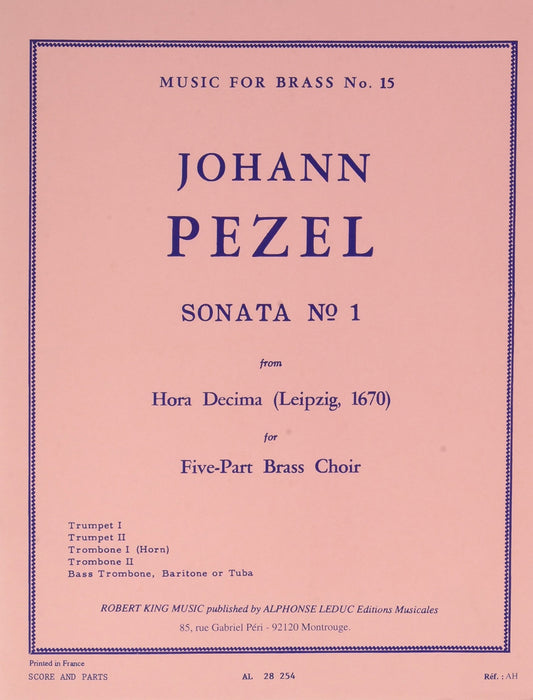 MUSIC FOR BRASS No. 15
JOHANN
PEZEL
SONATA Nº 1
from
Hora Decima (Leipzig, 1670)
for
Five-Part Brass Choir
Trumpet I
Trumpet II
Trombone I (Horn)
Trombone II
Bass Trombone, Baritone or Tuba
ROBERT KING MUSIC published by ALPHONSE LEDUC Editions Musicales
85, rue Gabriel Péri - 92120 Montrouge.
Printed in France
SCORE AND PARTS AL 28 254 Réf. : AH